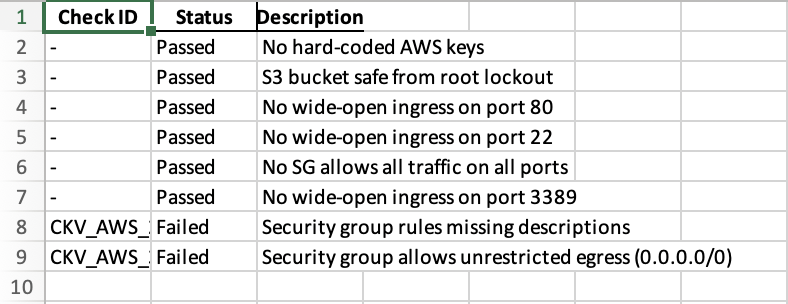 Check ID Status Description
1
2 - Passed No hard-coded AWS keys
3 - Passed S3 bucket safe from root lockout
4 - Passed No wide-open ingress on port 80
5 - Passed No wide-open ingress on port 22
6 - Passed No SG allows all traffic on all ports
7 - Passed No wide-open ingress on port 3389
8 CKV_AWS_ Failed Security group rules missing descriptions
9 CKV_AWS_ Failed Security group allows unrestricted egress (0.0.0.0/0)
10